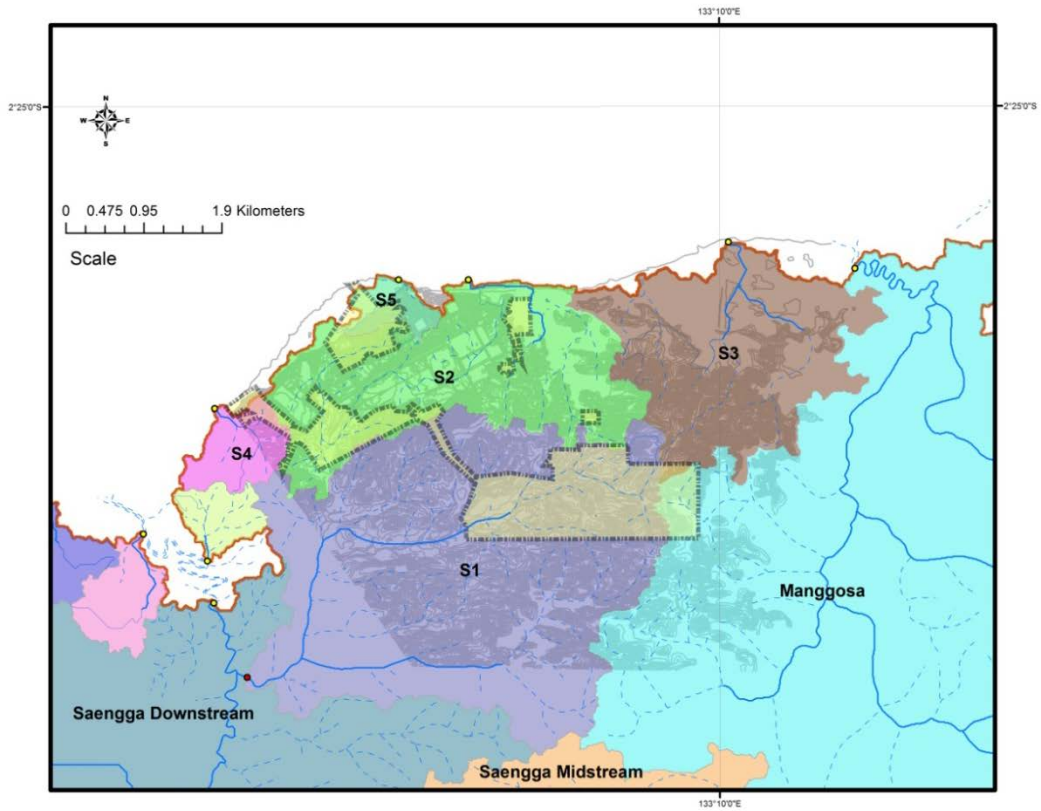 133°10'0"E
2°25'0"S
2°25'0"S
N
W
E
S
0 0.475 0.95 1.9 Kilometers
Scale
S5
S3
S2
S4
S1
Manggosa
Saengga Downstream
Saengga Midstream
133°10'0"E